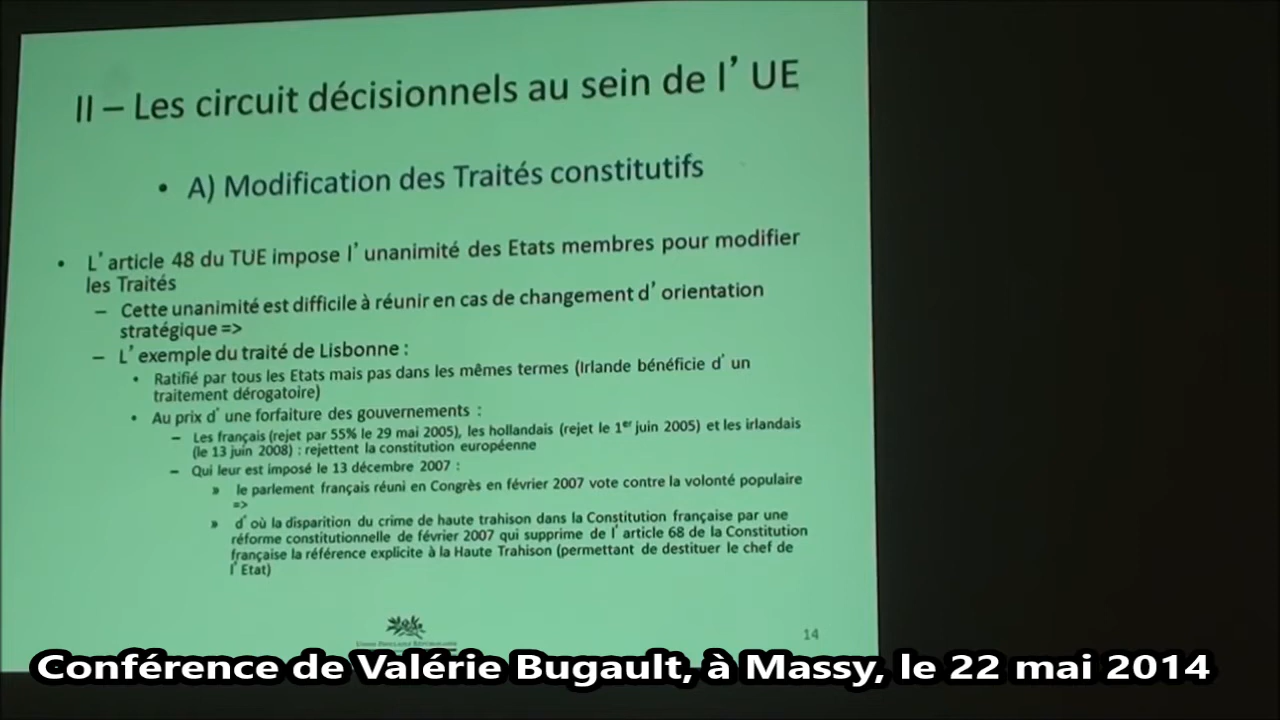 II – Les circuit décisionnels au sein de l' UE
• A) Modification des Traités constitutifs
• L' article 48 du TUE impose l' unanimité des Etats membres pour modifier
les Traités
– Cette unanimité est difficile à réunir en cas de changement d' orientation
stratégique =>
– L' exemple du traité de Lisbonne :
• Ratifié par tous les Etats mais pas dans les mêmes termes (Irlande bénéficie d' un
traitement dérogatoire)
• Au prix d' une forfaiture des gouvernements :
– Les français (rejet par 55% le 29 mai 2005), les hollandais (rejet le 1er juin 2005) et les irlandais
(le 13 juin 2008) : rejettent la constitution européenne
– Qui leur est imposé le 13 décembre 2007 :
» le parlement français réuni en Congrès en février 2007 vote contre la volonté populaire
=>
» d' où la disparition du crime de haute trahison dans la Constitution française par une
réforme constitutionnelle de février 2007 qui supprime de l' article 68 de la Constitution
française la référence explicite à la Haute Trahison (permettant de destituer le chef de
l' Etat)
14
Conférence de Valérie Bugault, à Massy, le 22 mai 2014